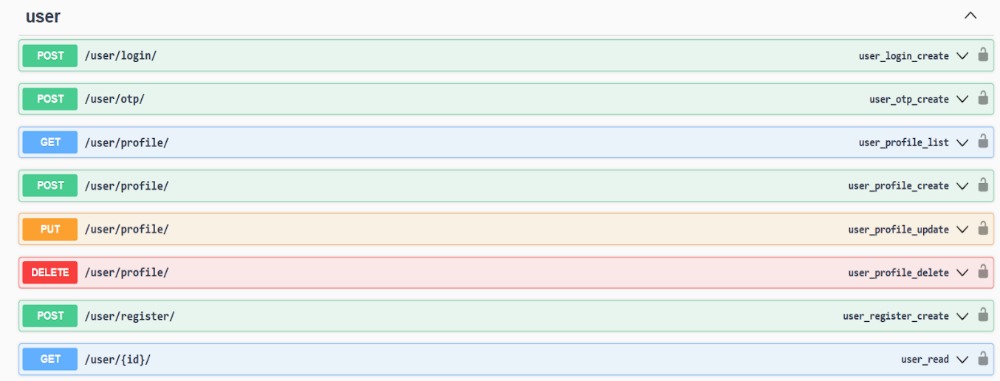 user
POST /user/login/ user_login_create
POST /user/otp/ user_otp_create
GET /user/profile/ user_profile_list
POST /user/profile/ user_profile_create
PUT /user/profile/ user_profile_update
DELETE /user/profile/ user_profile_delete
POST /user/register/ user_register_create
GET /user/{id}/ user_read